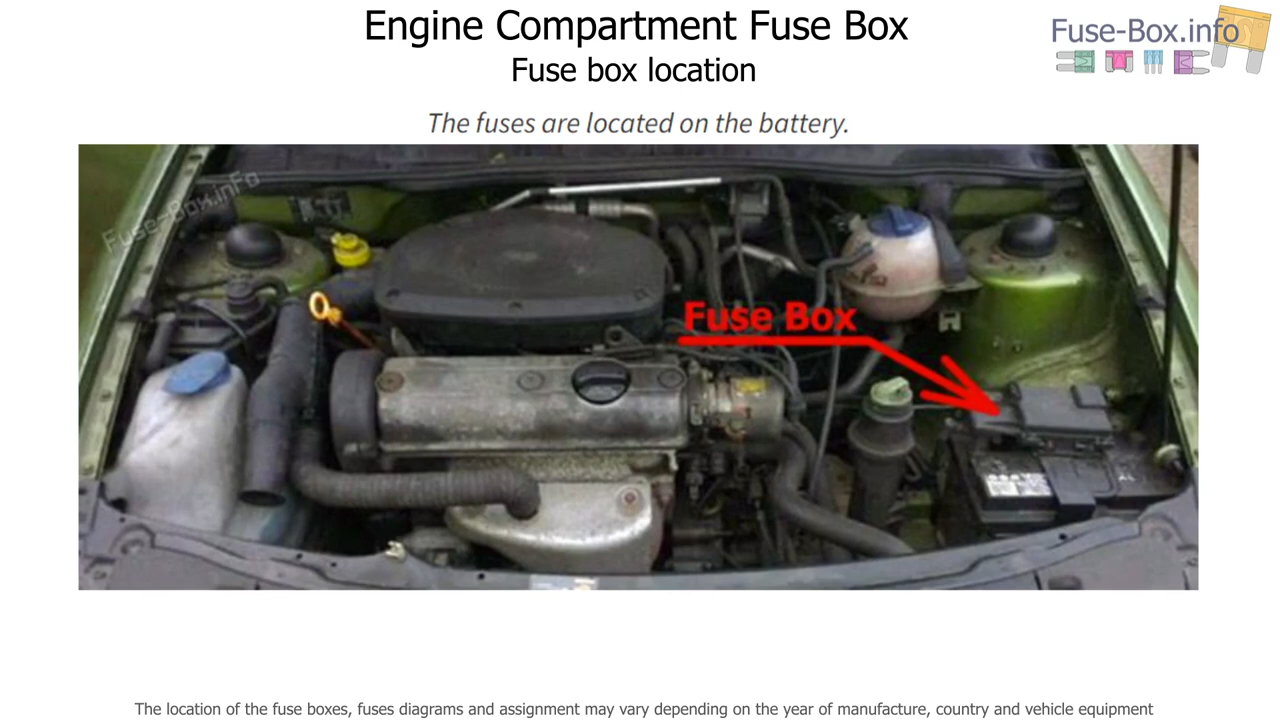 Engine Compartment Fuse Box
Fuse box location
Fuse-Box.info
The fuses are located on the battery.
Fuse-Box.inFo
Fuse Box
The location of the fuse boxes, fuses diagrams and assignment may vary depending on the year of manufacture, country and vehicle equipment